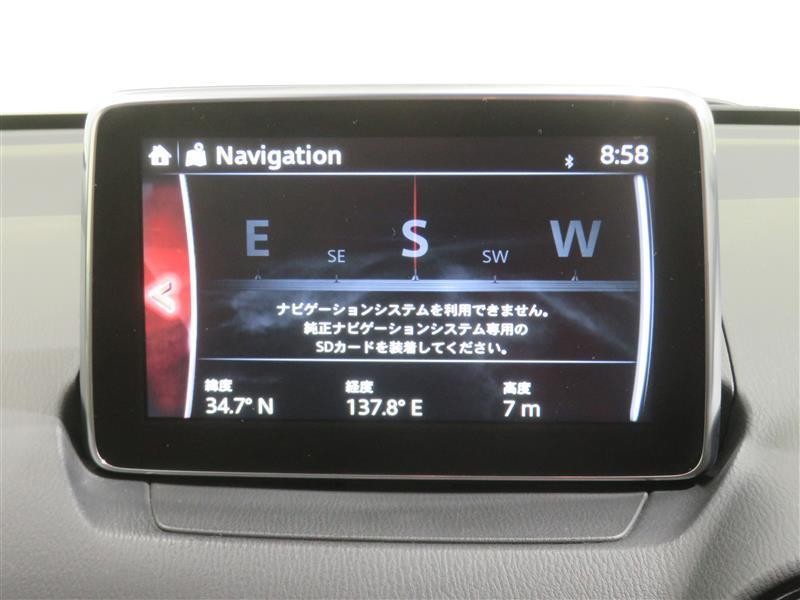 Navigation
8:58
E SE S SW W
ナビゲーションシステムを利用できません。
純正ナビゲーションシステム専用の
SDカードを装着してください。
緯度 経度 高度
34.7° N 137.8° E 7 m